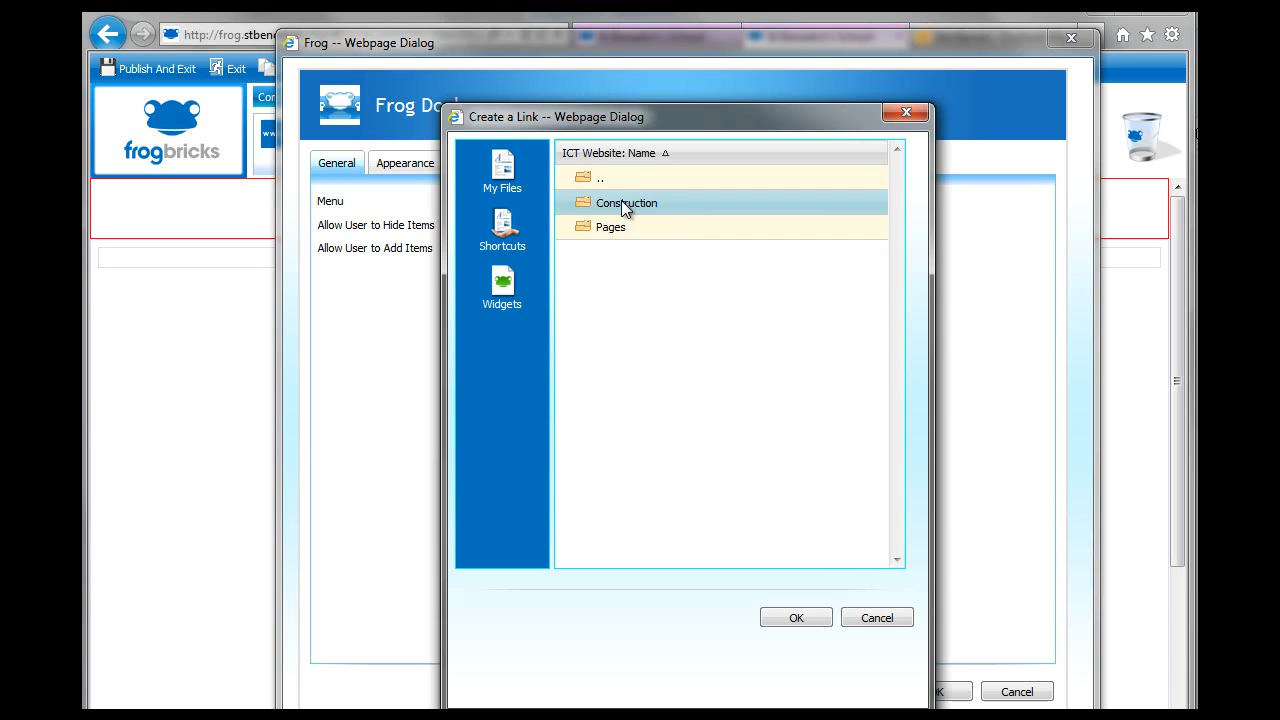 http://frog.stben
Frog -- Webpage Dialog
Publish And Exit
Exit
Frog Do
Create a Link -- Webpage Dialog
frogbricks
General
Appearance
My Files
Shortcuts
Widgets
ICT Website: Name
..
Construction
Pages
Menu
Allow User to Hide Items
Allow User to Add Items
OK
Cancel
Cancel